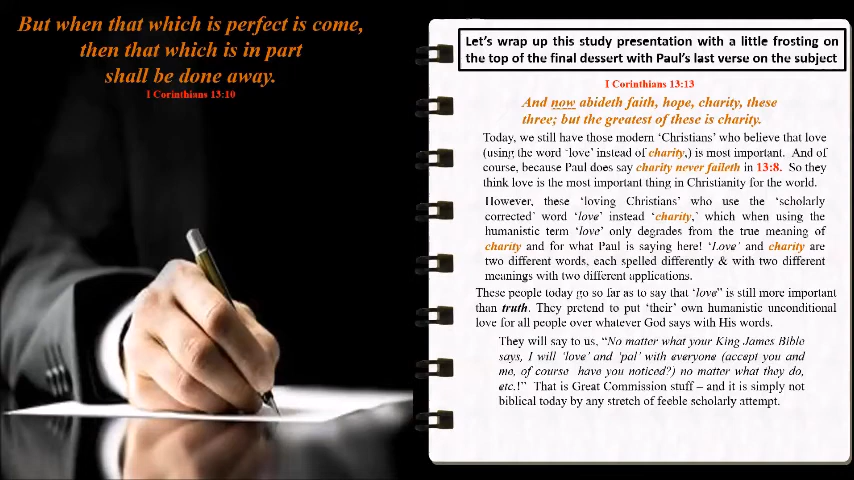 But when that which is perfect is come,
then that which is in part
shall be done away.
I Corinthians 13:10
Let's wrap up this study presentation with a little frosting on
the top of the final dessert with Paul's last verse on the subject
I Corinthians 13:13
And now abideth faith, hope, charity, these
three; but the greatest of these is charity.
Today, we still have those modern 'Christians' who believe that love
(using the word 'love' instead of charity,) is most important. And of
course, because Paul does say charity never faileth in 13:8. So they
think love is the most important thing in Christianity for the world.
However, these 'loving Christians' who use the 'scholarly
corrected' word 'love' instead 'charity,' which when using the
humanistic term 'love' only degrades from the true meaning of
charity and for what Paul is saying here! 'Love' and charity are
two different words, each spelled differently & with two different
meanings with two different applications.
These people today go so far as to say that 'love" is still more important
than truth. They pretend to put 'their' own humanistic unconditional
love for all people over whatever God says with His words.
They will say to us, "No matter what your King James Bible
says, I will 'love' and 'pal' with everyone (accept you and
me, of course have you noticed?) no matter what they do,
etc.!" That is Great Commission stuff – and it is simply not
biblical today by any stretch of feeble scholarly attempt.